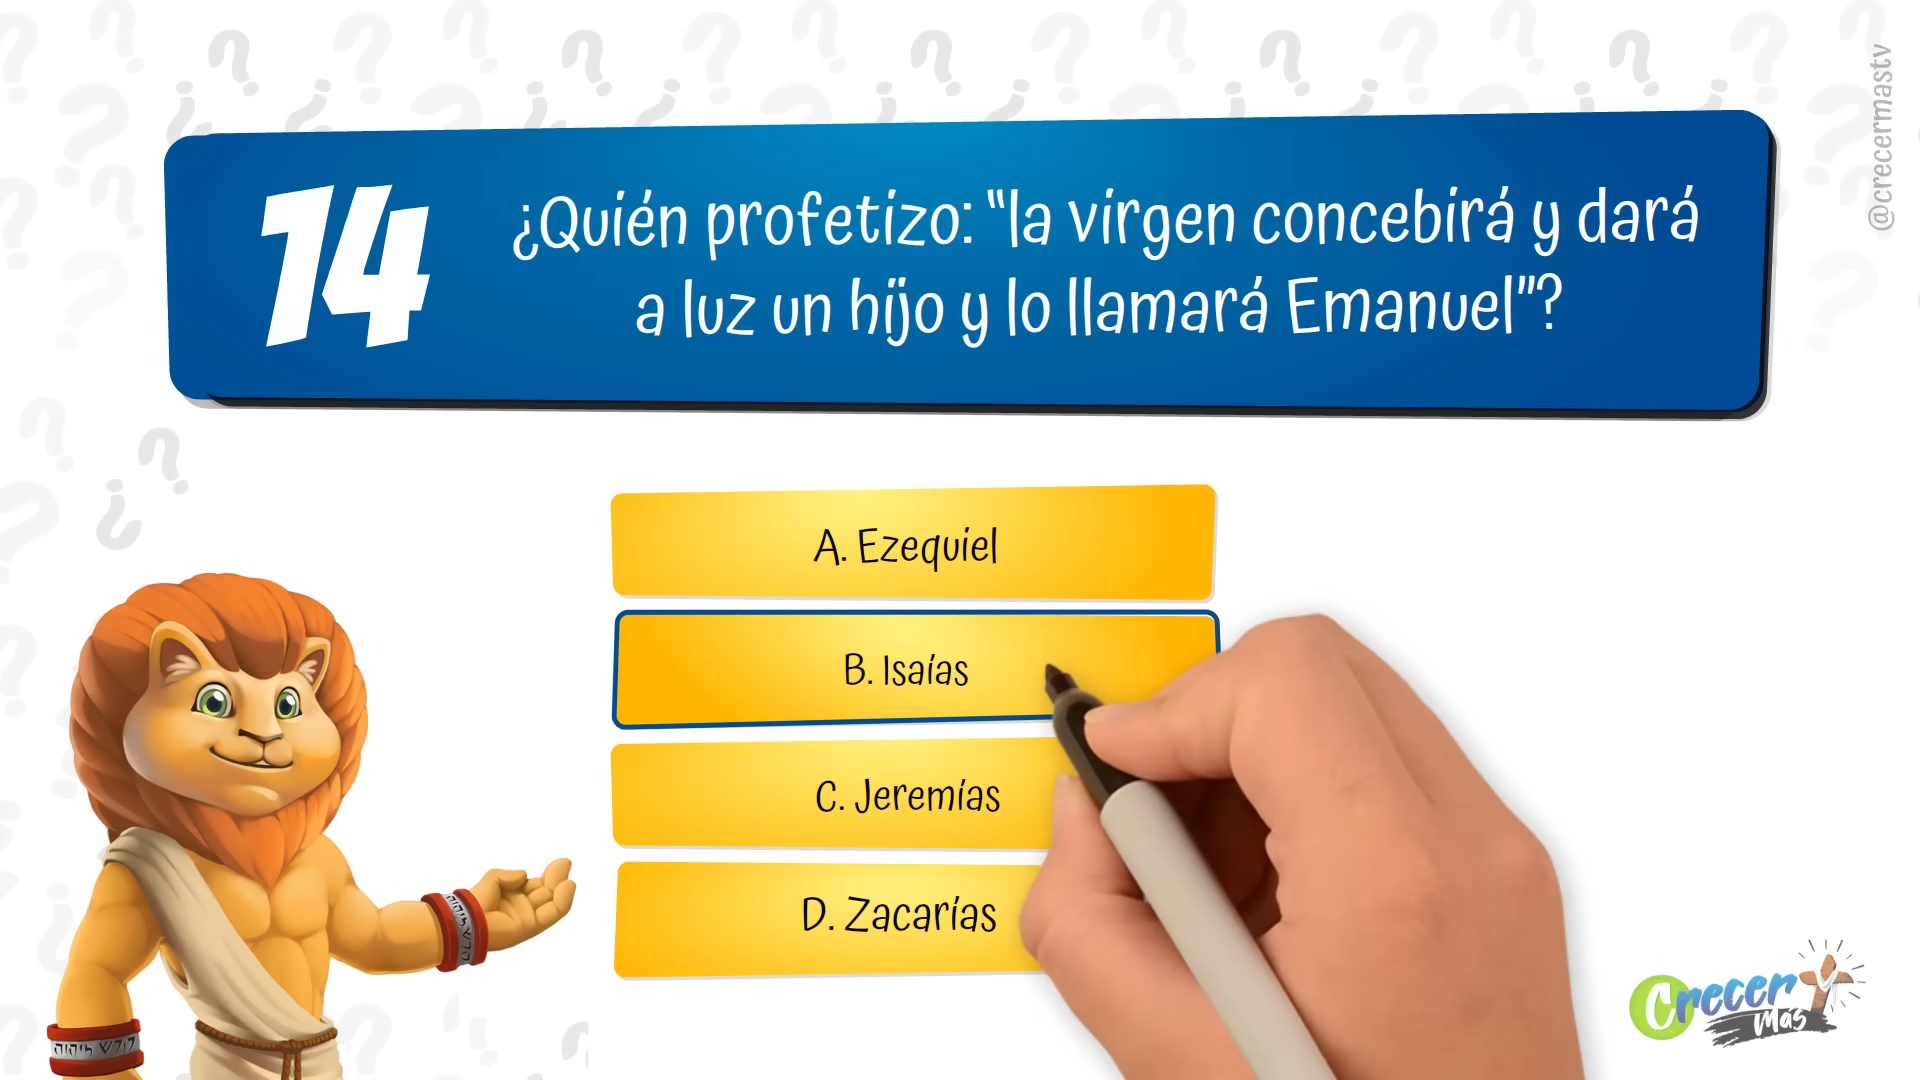 @crecermastv
14
¿Quién profetizo: “la virgen concebirá y dará
a luz un hijo y lo llamará Emanuel”?
A. Ezequiel
B. Isaías
C. Jeremías
D. Zacarías
Crecer
Más